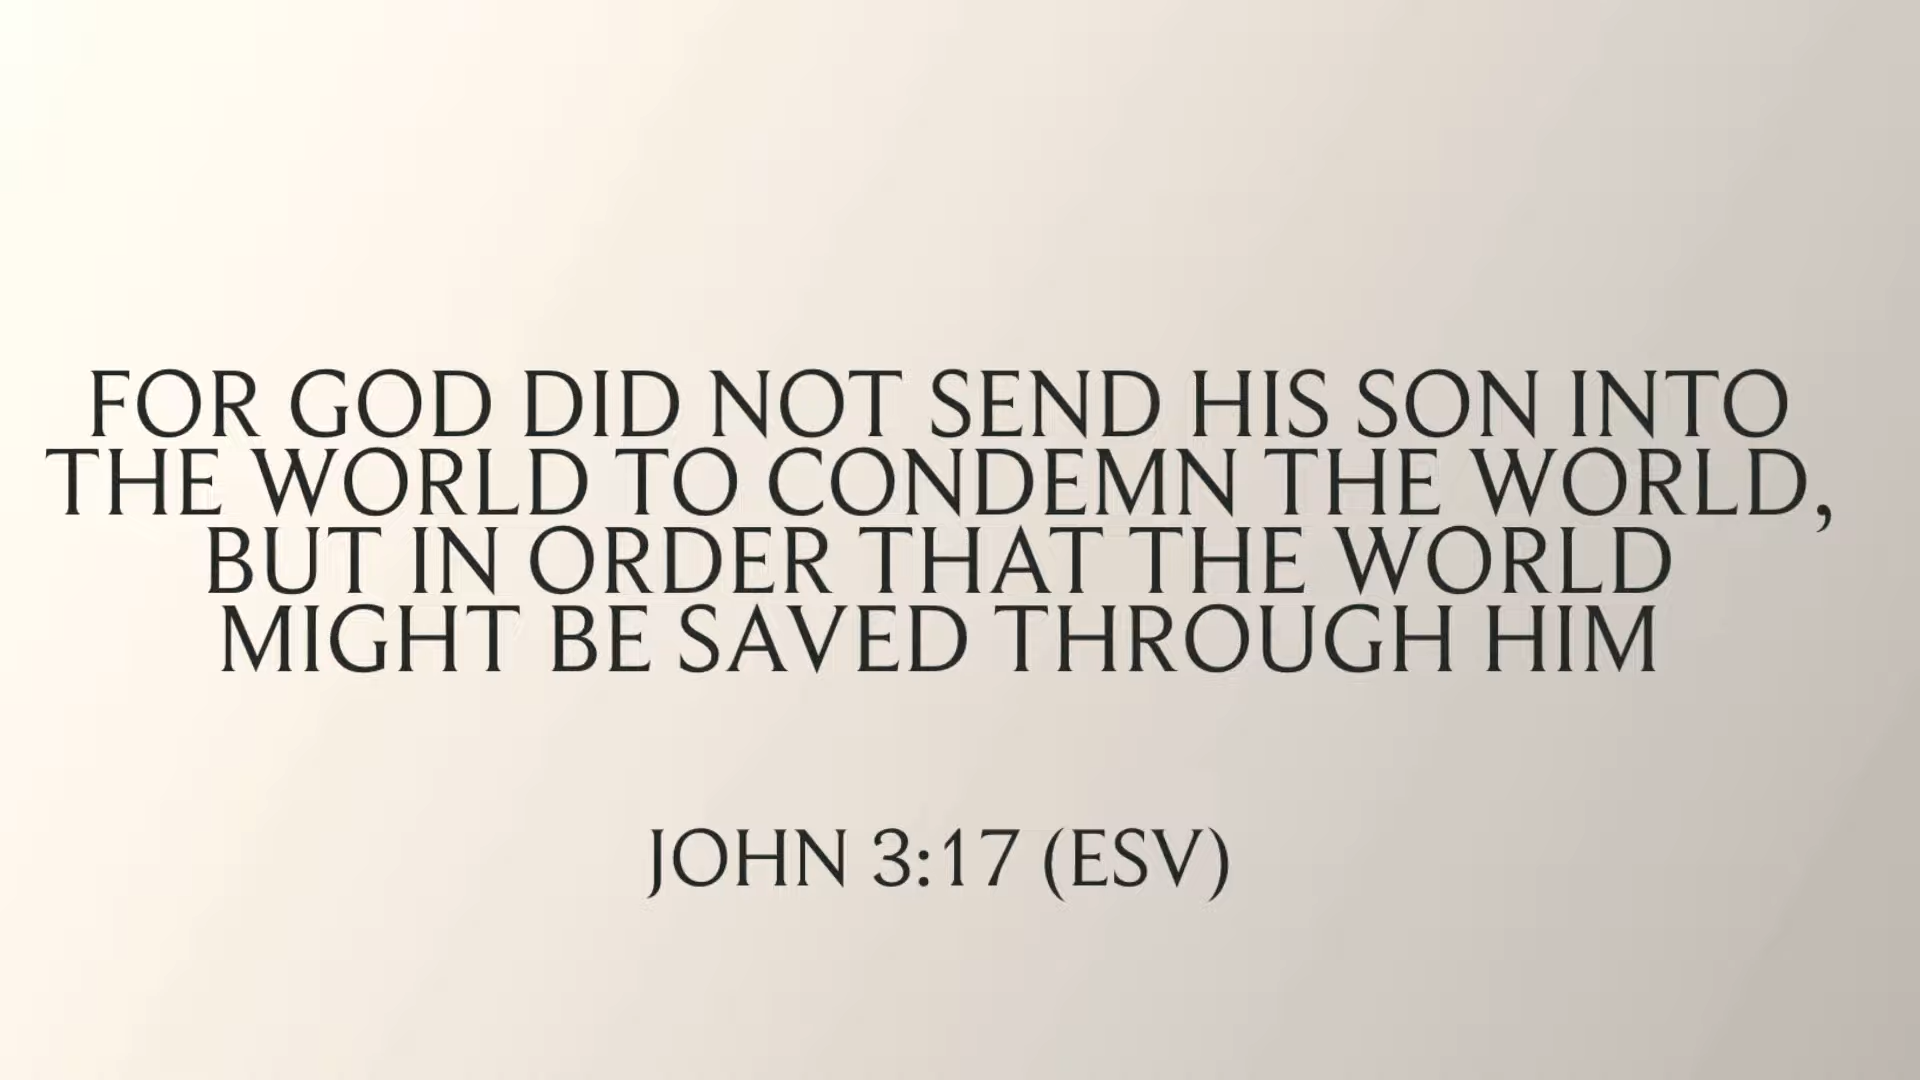 FOR GOD DID NOT SEND HIS SON INTO
THE WORLD TO CONDEMN THE WORLD,
BUT IN ORDER THAT THE WORLD
MIGHT BE SAVED THROUGH HIM
JOHN 3:17 (ESV)